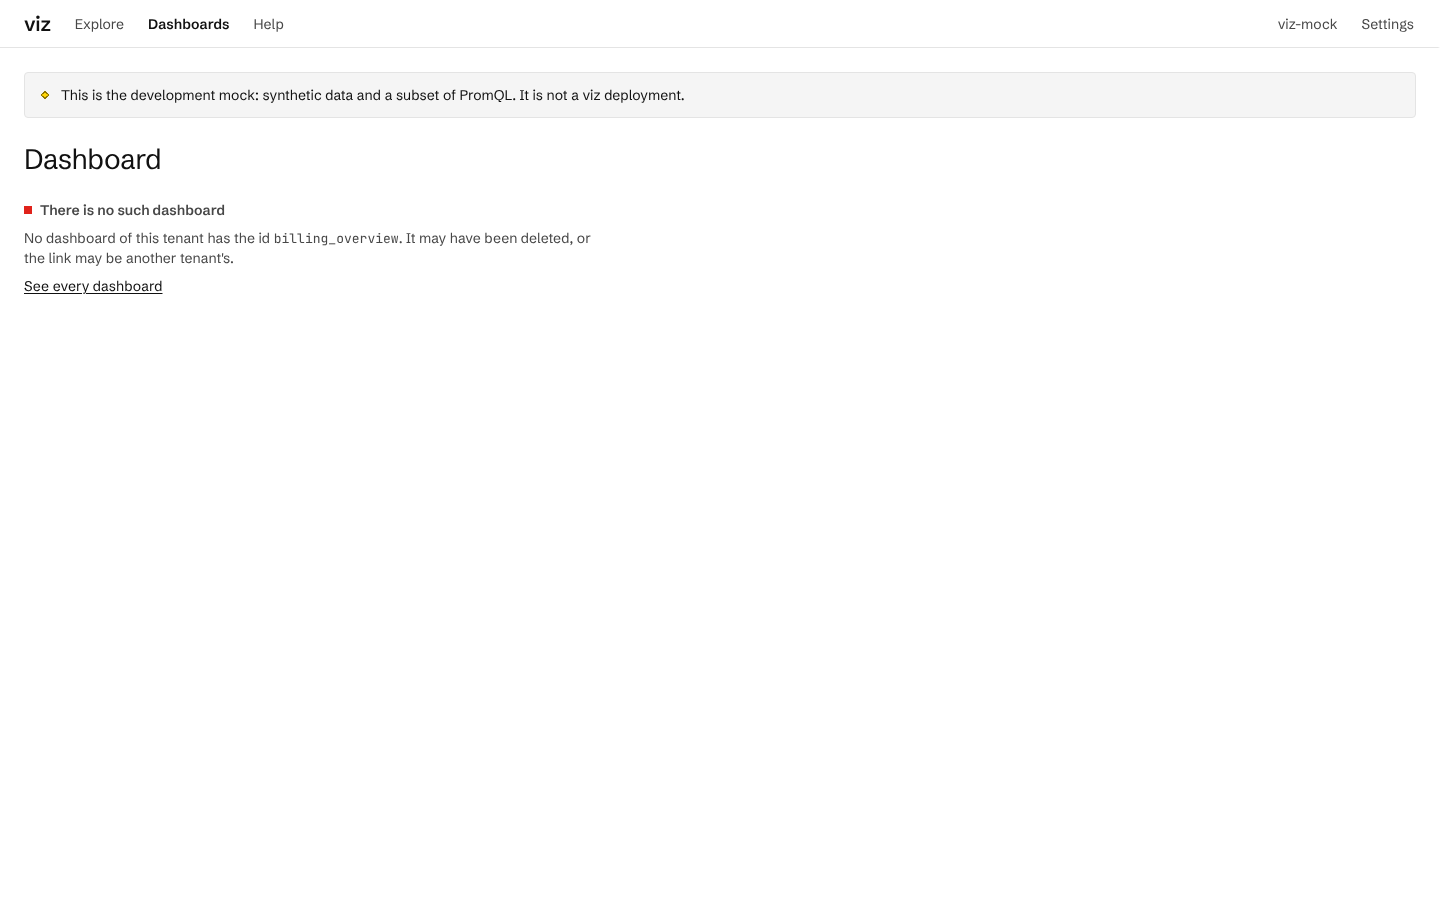 viz Explore Dashboards Help viz-mock Settings
This is the development mock: synthetic data and a subset of PromQL. It is not a viz deployment.
Dashboard
There is no such dashboard
No dashboard of this tenant has the id billing_overview. It may have been deleted, or
the link may be another tenant's.
See every dashboard